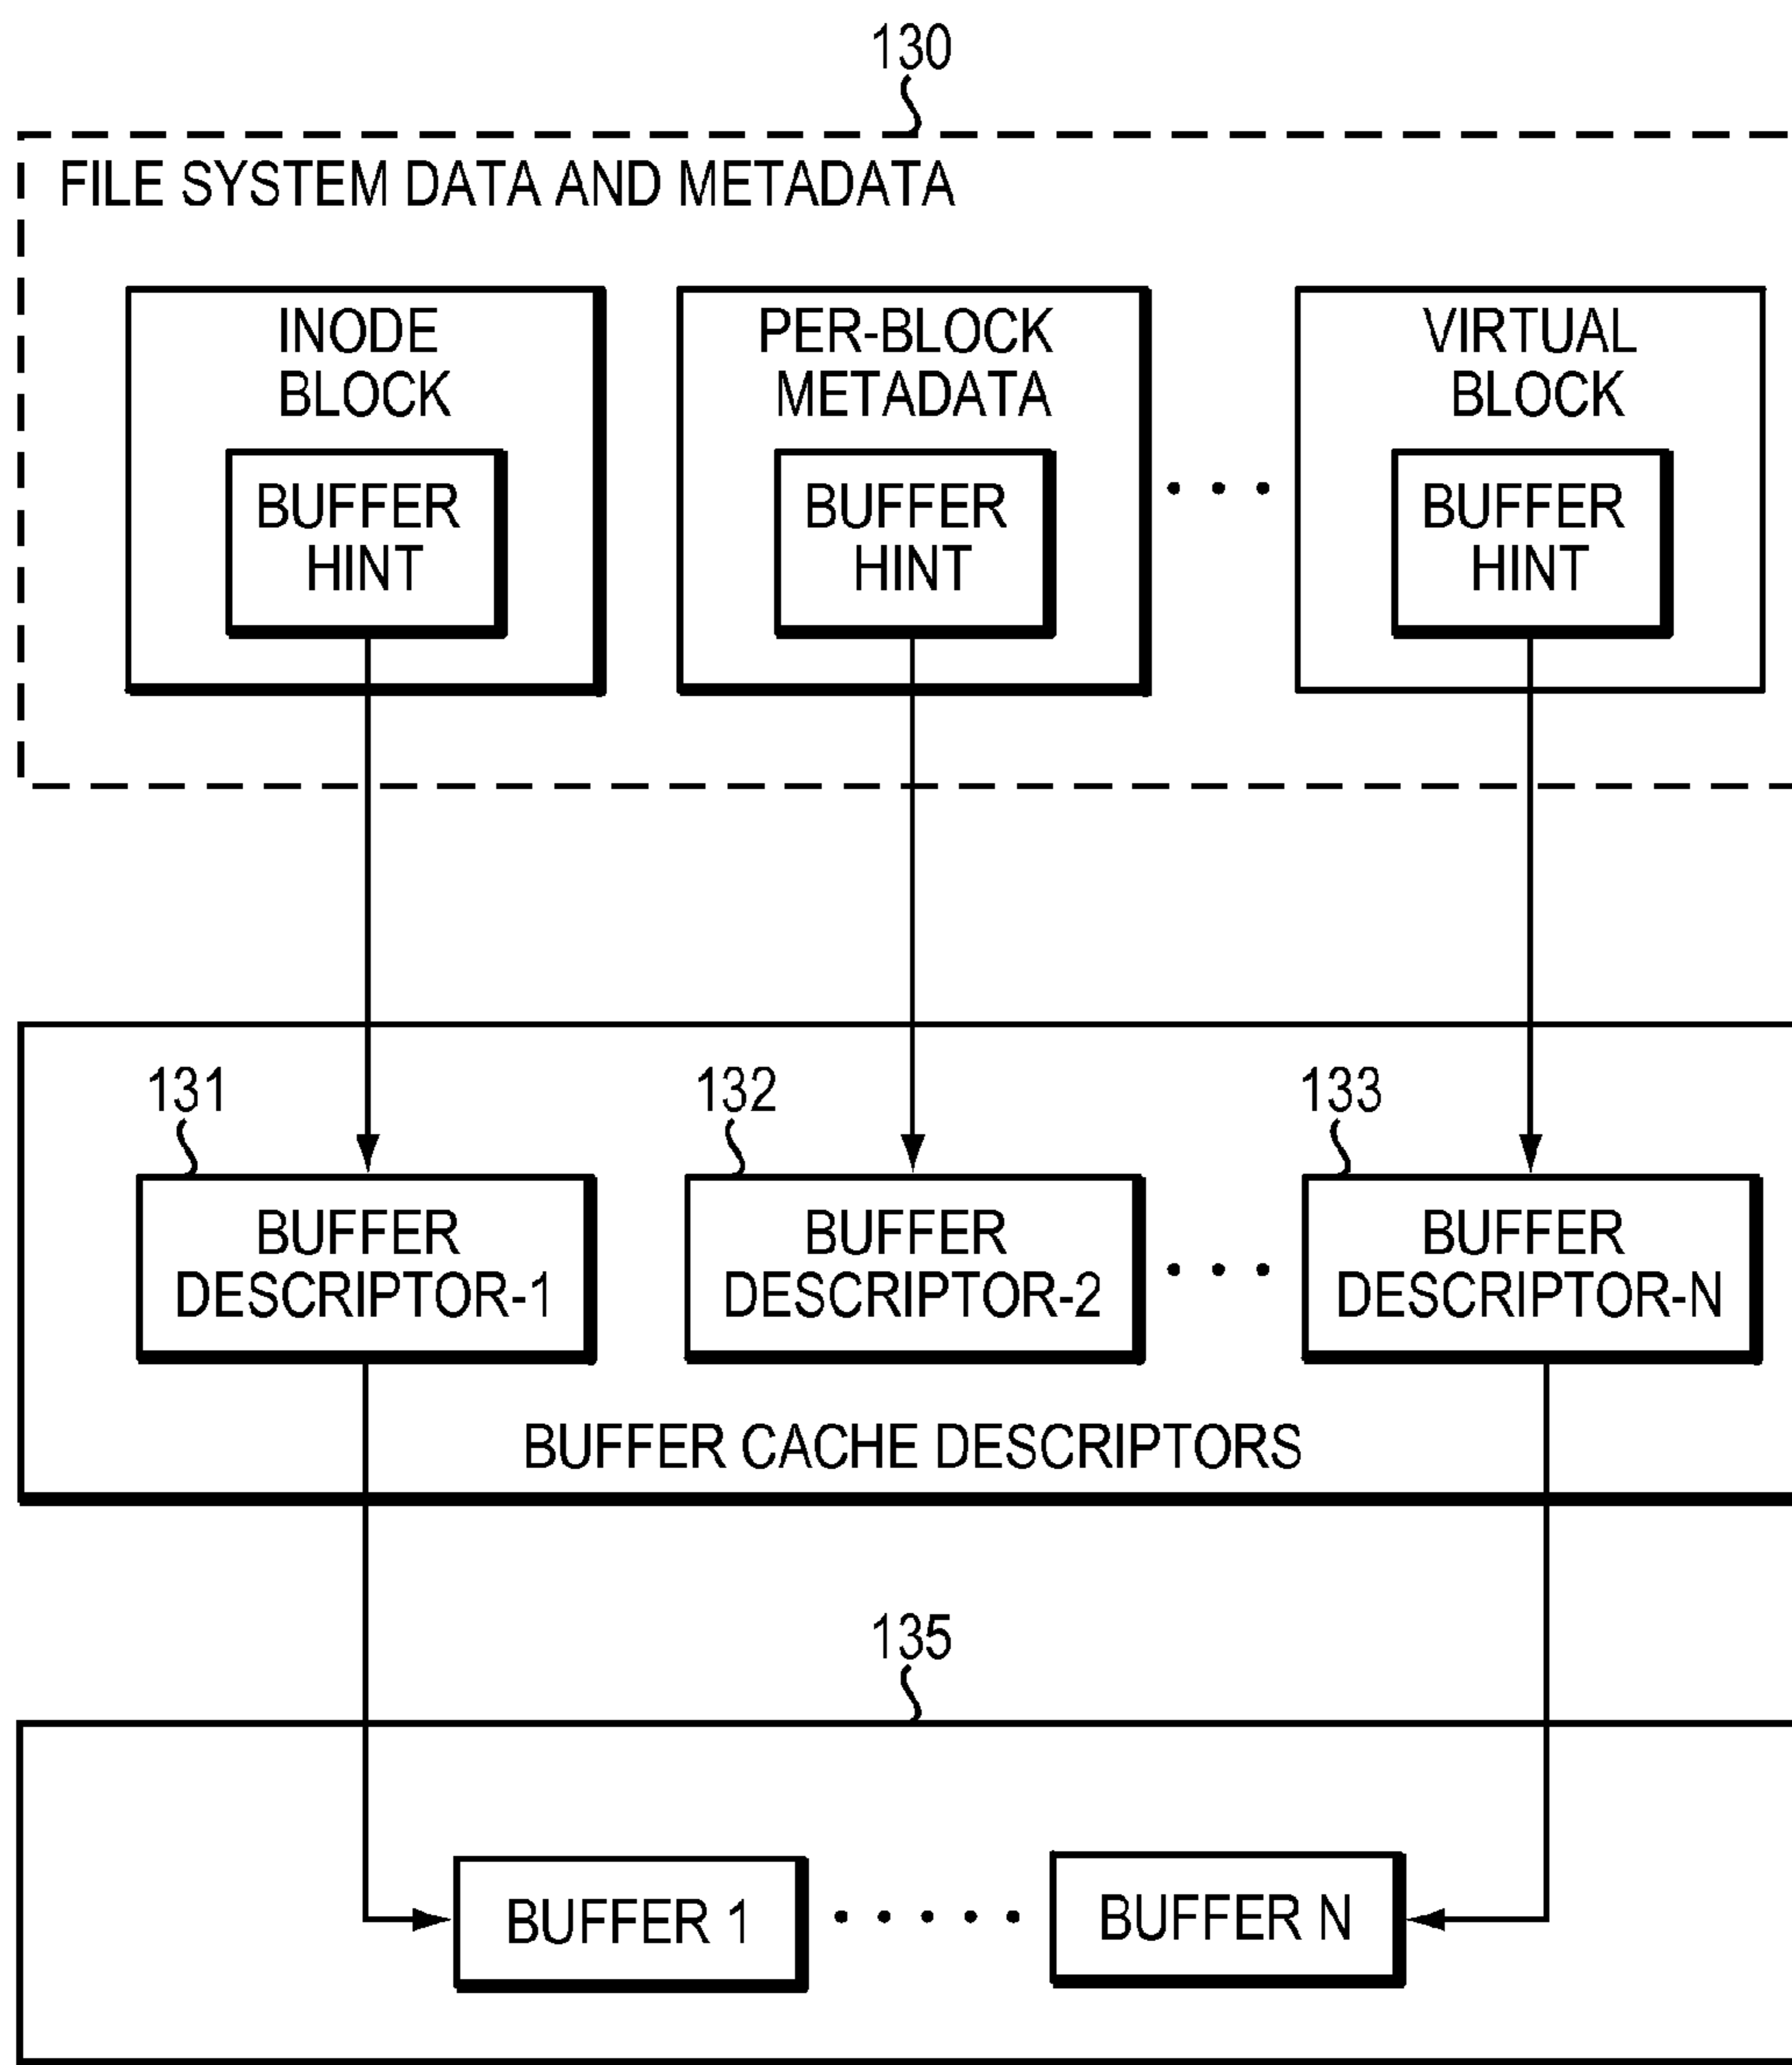 130
FILE SYSTEM DATA AND METADATA
INODE
BLOCK
BUFFER
HINT
PER-BLOCK
METADATA
BUFFER
HINT
VIRTUAL
BLOCK
BUFFER
HINT
131
BUFFER
DESCRIPTOR-1
132
BUFFER
DESCRIPTOR-2
133
BUFFER
DESCRIPTOR-N
BUFFER CACHE DESCRIPTORS
135
BUFFER 1
BUFFER N